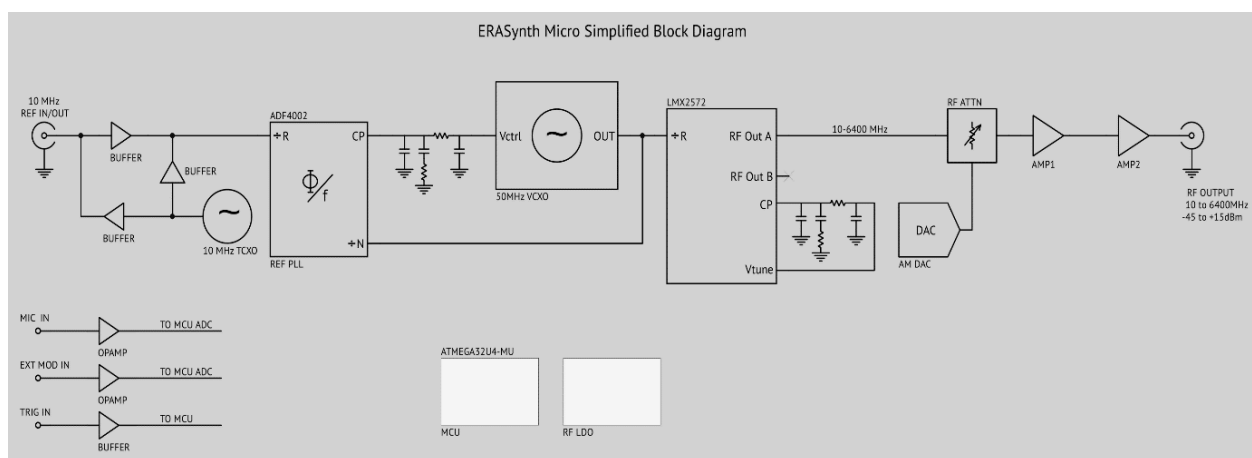 ERASynth Micro Simplified Block Diagram
10 MHz
REF IN/OUT
BUFFER
BUFFER
BUFFER
10 MHz TCXO
ADF4002
÷R
CP
Φ/f
÷N
REF PLL
Vctrl
~
OUT
50MHz VCXO
LMX2572
÷R
RF Out A
RF Out B
CP
Vtune
10-6400 MHz
RF ATTN
DAC
AM DAC
AMP1
AMP2
RF OUTPUT
10 to 6400MHz
-45 to +15dBm
MIC IN
OPAMP
TO MCU ADC
EXT MOD IN
OPAMP
TO MCU ADC
TRIG IN
BUFFER
TO MCU
ATMEGA32U4-MU
MCU
RF LDO